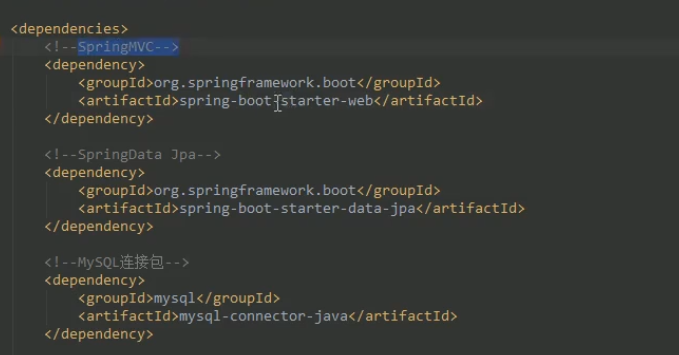 <dependencies>
<!--SpringMVC-->
<dependency>
<groupId>org.springframework.boot</groupId>
<artifactId>spring-boot-starter-web</artifactId>
</dependency>
<!--SpringData Jpa-->
<dependency>
<groupId>org.springframework.boot</groupId>
<artifactId>spring-boot-starter-data-jpa</artifactId>
</dependency>
<!--MySQL连接包-->
<dependency>
<groupId>mysql</groupId>
<artifactId>mysql-connector-java</artifactId>
</dependency>